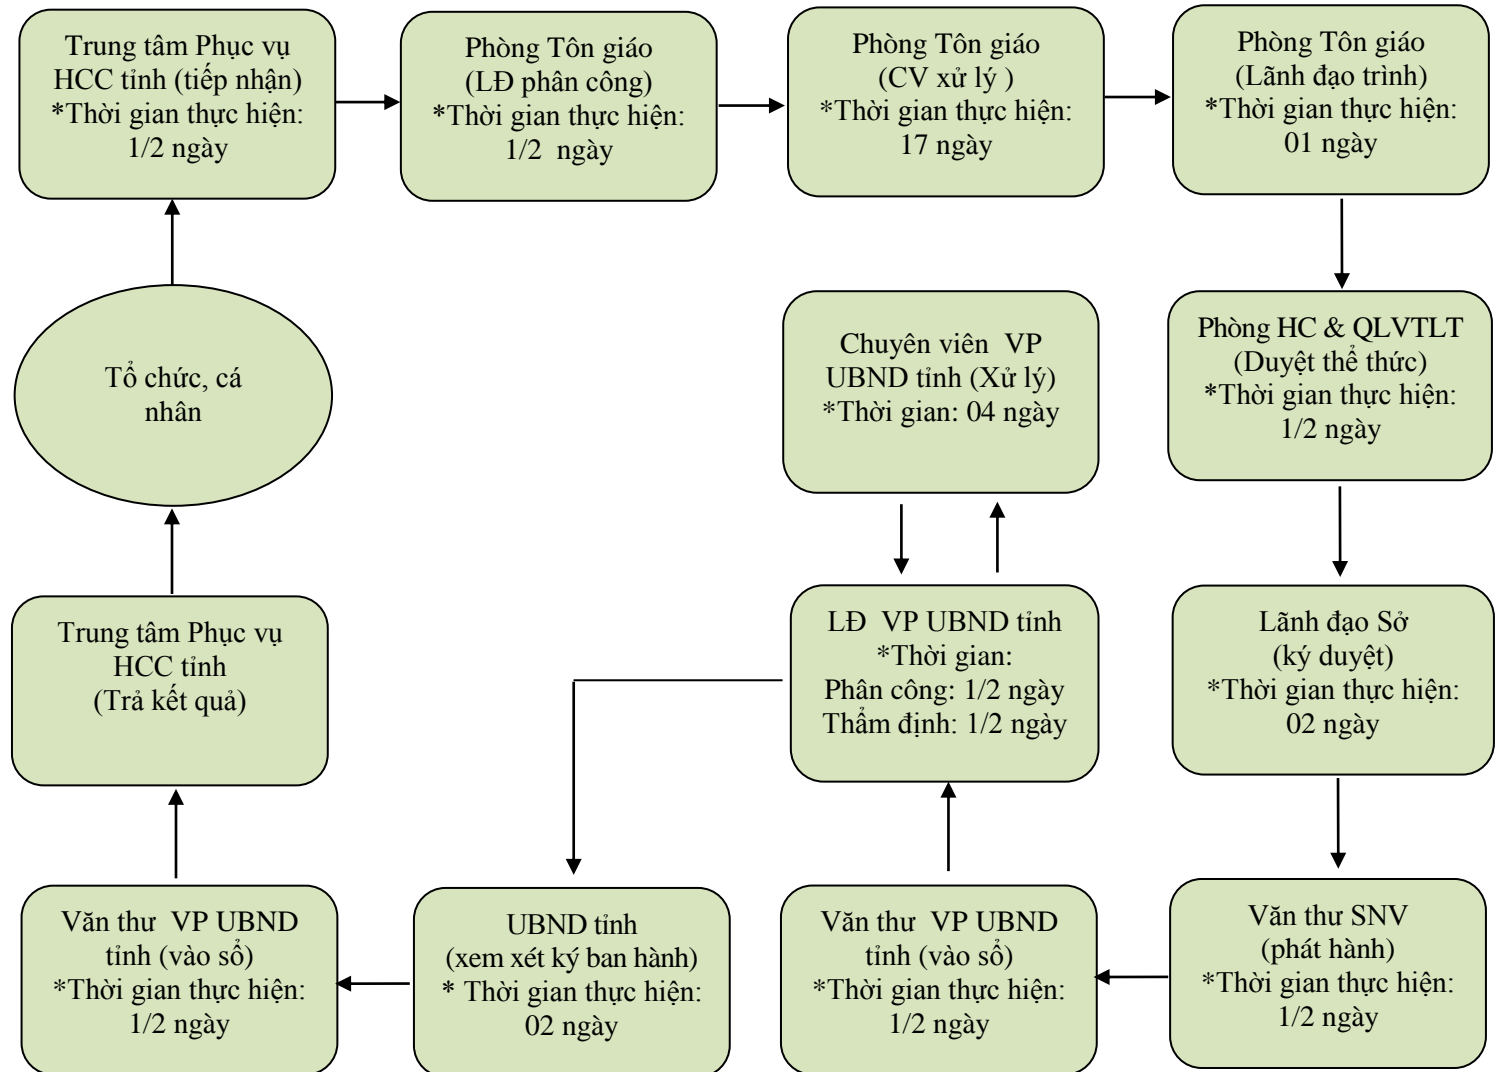 Trung tâm Phục vụ
HCC tỉnh (tiếp nhận)
*Thời gian thực hiện:
1/2 ngày
Phòng Tôn giáo
(LĐ phân công)
*Thời gian thực hiện:
1/2 ngày
Phòng Tôn giáo
(CV xử lý )
*Thời gian thực hiện:
17 ngày
Phòng Tôn giáo
(Lãnh đạo trình)
*Thời gian thực hiện:
01 ngày
Phòng HC & QLVTLT
(Duyệt thể thức)
*Thời gian thực hiện:
1/2 ngày
Chuyên viên VP
UBND tỉnh (Xử lý)
*Thời gian: 04 ngày
Tổ chức, cá
nhân
Lãnh đạo Sở
(ký duyệt)
*Thời gian thực hiện:
02 ngày
LĐ VP UBND tỉnh
*Thời gian:
Phân công: 1/2 ngày
Thẩm định: 1/2 ngày
Trung tâm Phục vụ
HCC tỉnh
(Trả kết quả)
Văn thư SNV
(phát hành)
*Thời gian thực hiện:
1/2 ngày
Văn thư VP UBND
tỉnh (vào sổ)
*Thời gian thực hiện:
1/2 ngày
UBND tỉnh
(xem xét ký ban hành)
* Thời gian thực hiện:
02 ngày
Văn thư VP UBND
tỉnh (vào sổ)
*Thời gian thực hiện:
1/2 ngày